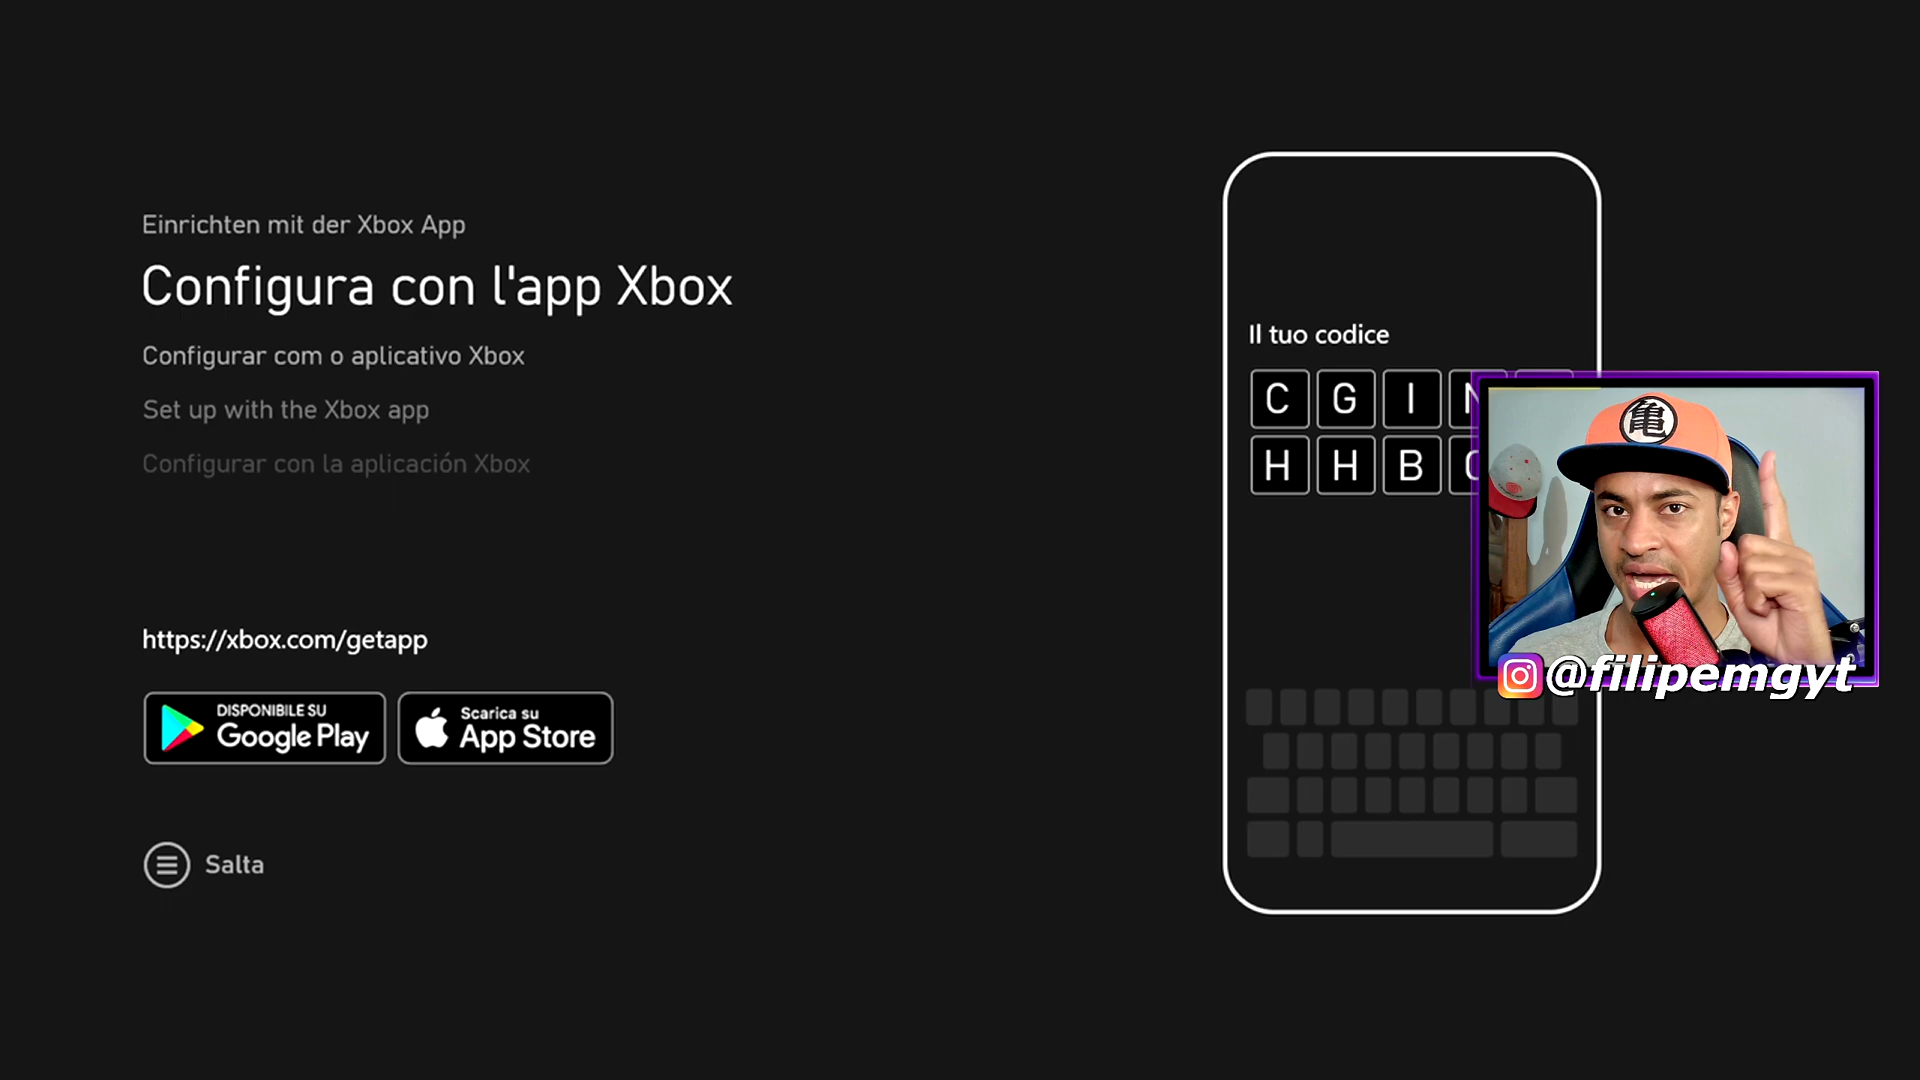 Einrichten mit der Xbox App
Configura con l'app Xbox
Configurar com o aplicativo Xbox
Set up with the Xbox app
Configurar con la aplicación Xbox
https://xbox.com/getapp
DISPONIBILE SU
Google Play
Scarica su
App Store
Salta
Il tuo codice
C G I N
H H B
亀
@filipemgyt